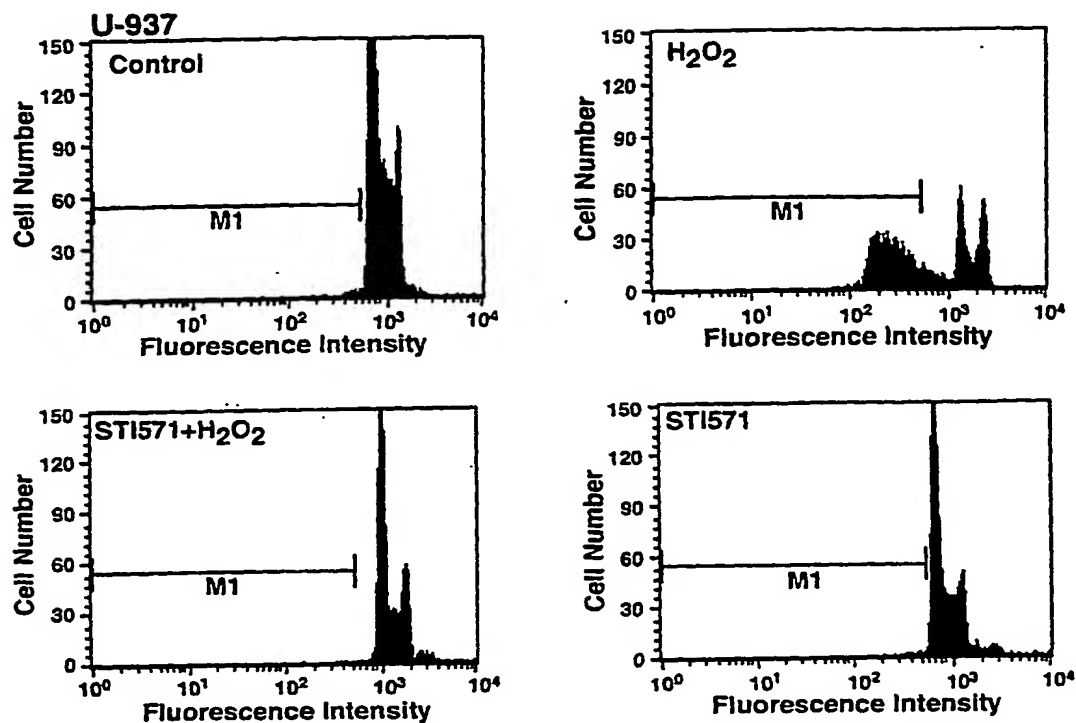 U-937
150
120
90
60
30
0
Cell Number
Control
M1
10⁰ 10¹ 10² 10³ 10⁴
Fluorescence Intensity
150
120
90
60
30
0
Cell Number
H₂O₂
M1
10⁰ 10¹ 10² 10³ 10⁴
Fluorescence Intensity
150
120
90
60
30
0
Cell Number
STI571+H₂O₂
M1
10⁰ 10¹ 10² 10³ 10⁴
Fluorescence Intensity
150
120
90
60
30
0
Cell Number
STI571
M1
10⁰ 10¹ 10² 10³ 10⁴
Fluorescence Intensity